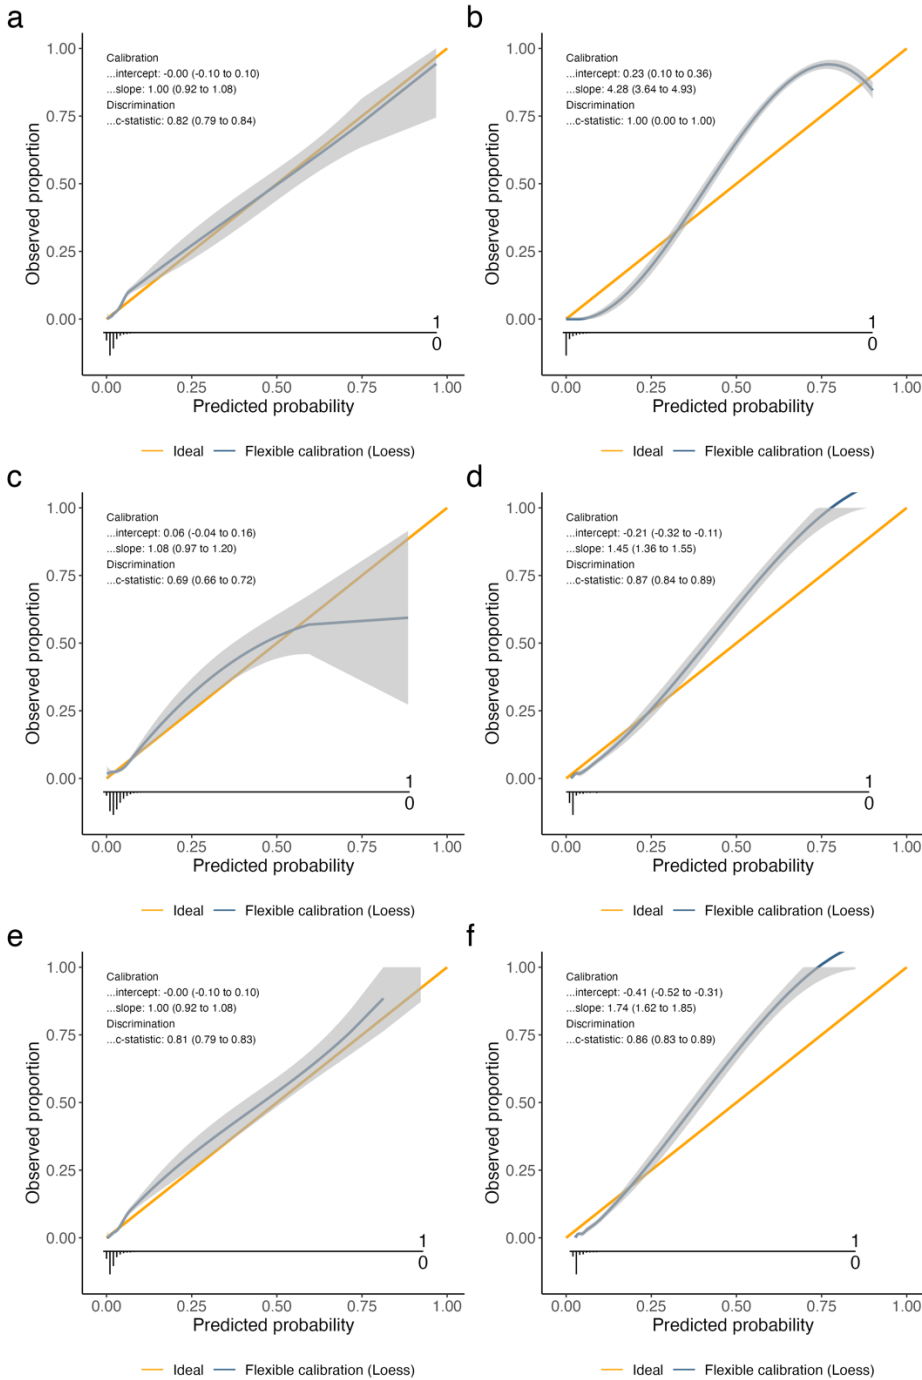 a
1.00
0.75
0.50
0.25
0.00
Observed proportion
Calibration
...intercept: -0.00 (-0.10 to 0.10)
...slope: 1.00 (0.92 to 1.08)
Discrimination
...c-statistic: 0.82 (0.79 to 0.84)
1
0
0.00 0.25 0.50 0.75 1.00
Predicted probability
Ideal Flexible calibration (Loess)
b
1.00
0.75
0.50
0.25
0.00
Observed proportion
Calibration
...intercept: 0.23 (0.10 to 0.36)
...slope: 4.28 (3.64 to 4.93)
Discrimination
...c-statistic: 1.00 (0.00 to 1.00)
1
0
0.00 0.25 0.50 0.75 1.00
Predicted probability
Ideal Flexible calibration (Loess)
c
1.00
0.75
0.50
0.25
0.00
Observed proportion
Calibration
...intercept: 0.06 (-0.04 to 0.16)
...slope: 1.08 (0.97 to 1.20)
Discrimination
...c-statistic: 0.69 (0.66 to 0.72)
1
0
0.00 0.25 0.50 0.75 1.00
Predicted probability
Ideal Flexible calibration (Loess)
d
1.00
0.75
0.50
0.25
0.00
Observed proportion
Calibration
...intercept: -0.21 (-0.32 to -0.11)
...slope: 1.45 (1.36 to 1.55)
Discrimination
...c-statistic: 0.87 (0.84 to 0.89)
1
0
0.00 0.25 0.50 0.75 1.00
Predicted probability
Ideal Flexible calibration (Loess)
e
1.00
0.75
0.50
0.25
0.00
Observed proportion
Calibration
...intercept: -0.00 (-0.10 to 0.10)
...slope: 1.00 (0.92 to 1.08)
Discrimination
...c-statistic: 0.81 (0.79 to 0.83)
1
0
0.00 0.25 0.50 0.75 1.00
Predicted probability
Ideal Flexible calibration (Loess)
f
1.00
0.75
0.50
0.25
0.00
Observed proportion
Calibration
...intercept: -0.41 (-0.52 to -0.31)
...slope: 1.74 (1.62 to 1.85)
Discrimination
...c-statistic: 0.86 (0.83 to 0.89)
1
0
0.00 0.25 0.50 0.75 1.00
Predicted probability
Ideal Flexible calibration (Loess)